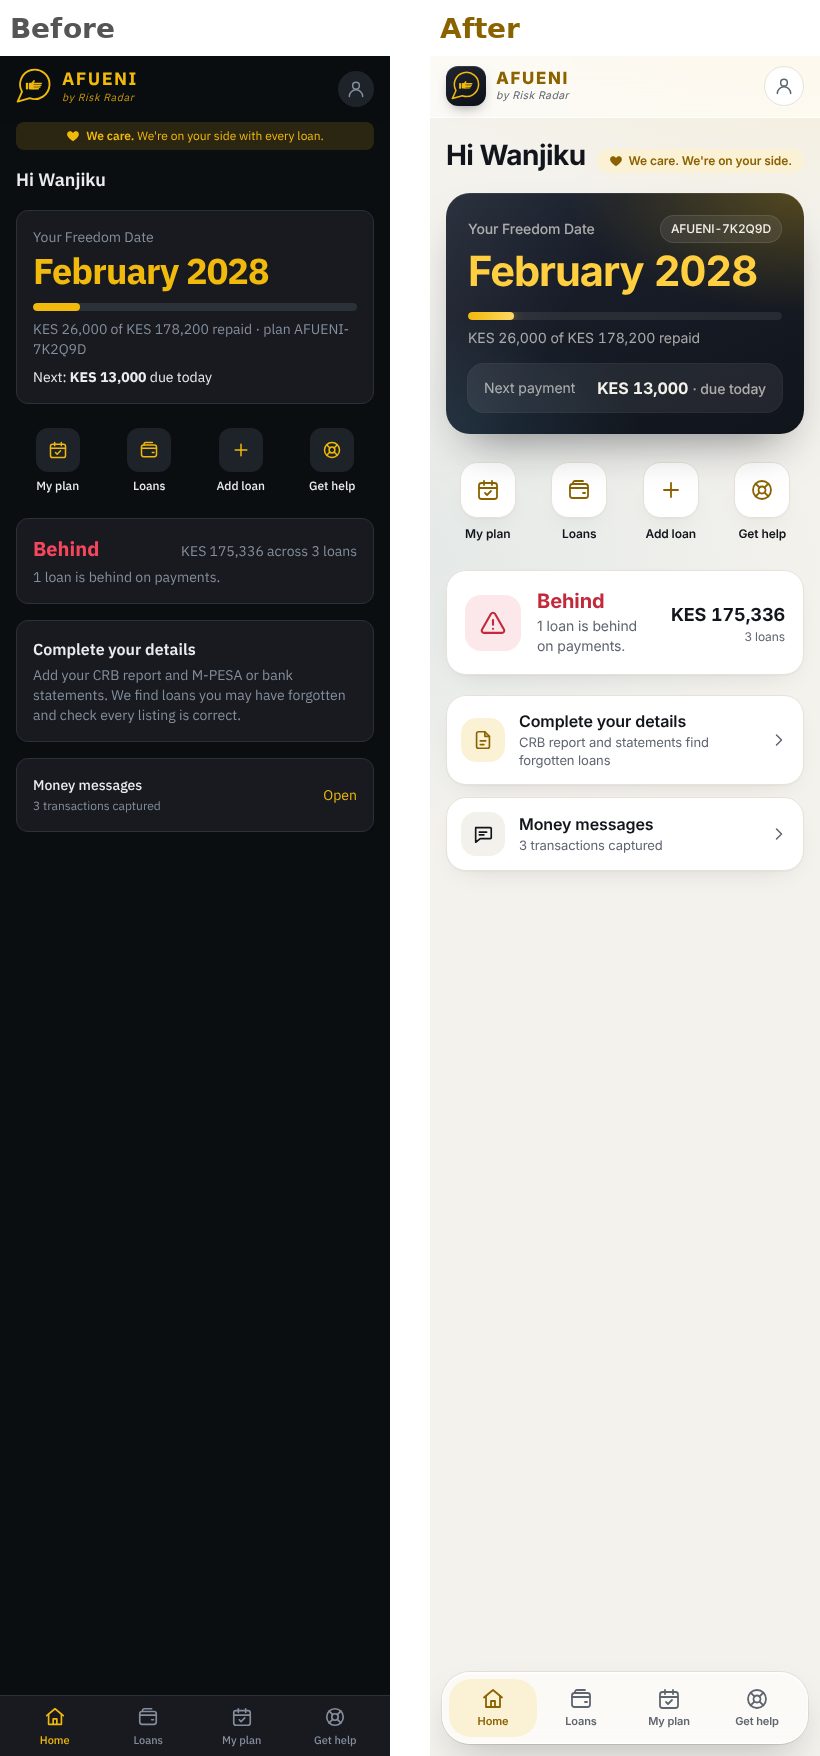 Before
AFUENI
by Risk Radar
We care. We're on your side with every loan.
Hi Wanjiku
Your Freedom Date
February 2028
KES 26,000 of KES 178,200 repaid · plan AFUENI-
7K2Q9D
Next: KES 13,000 due today
My plan
Loans
Add loan
Get help
Behind
KES 175,336 across 3 loans
1 loan is behind on payments.
Complete your details
Add your CRB report and M-PESA or bank
statements. We find loans you may have forgotten
and check every listing is correct.
Money messages
3 transactions captured
Open
Home
Loans
My plan
Get help
After
AFUENI
by Risk Radar
Hi Wanjiku
We care. We're on your side.
Your Freedom Date
AFUENI-7K2Q9D
February 2028
KES 26,000 of KES 178,200 repaid
Next payment
KES 13,000 · due today
My plan
Loans
Add loan
Get help
Behind
1 loan is behind
on payments.
KES 175,336
3 loans
Complete your details
CRB report and statements find
forgotten loans
Money messages
3 transactions captured
Home
Loans
My plan
Get help